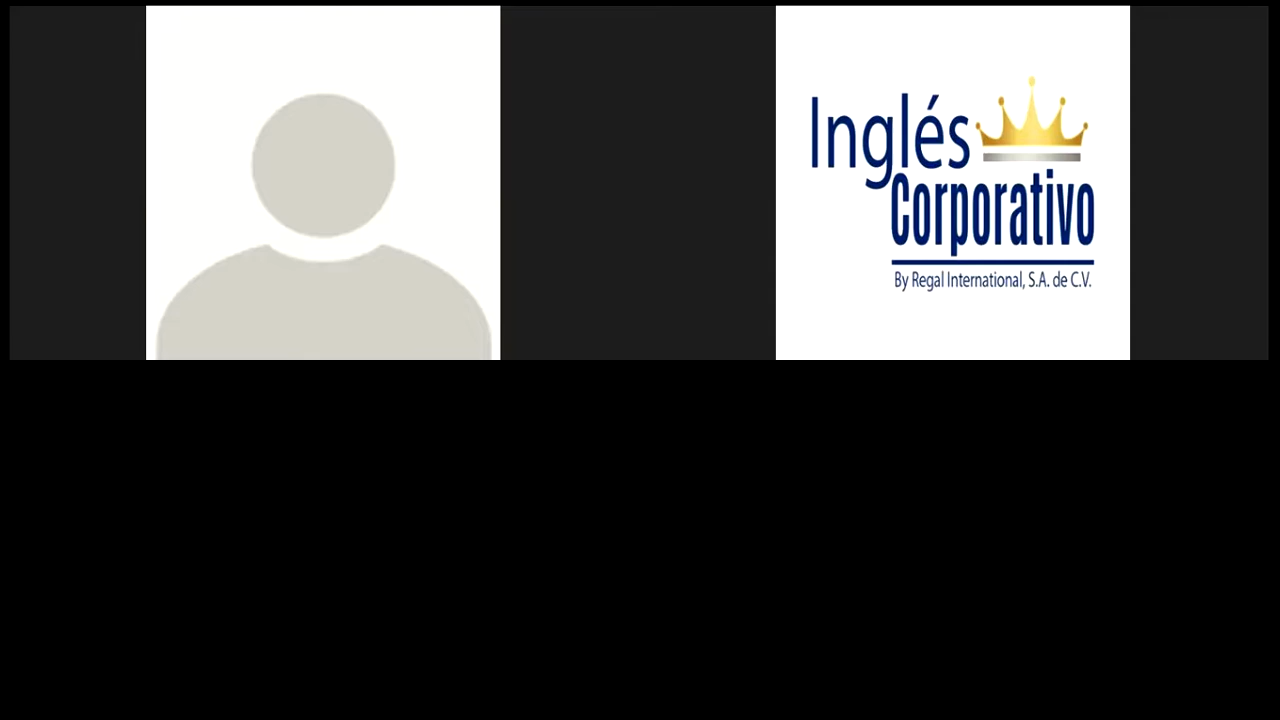 Inglés
Corporativo
By Regal International, S.A. de C.V.